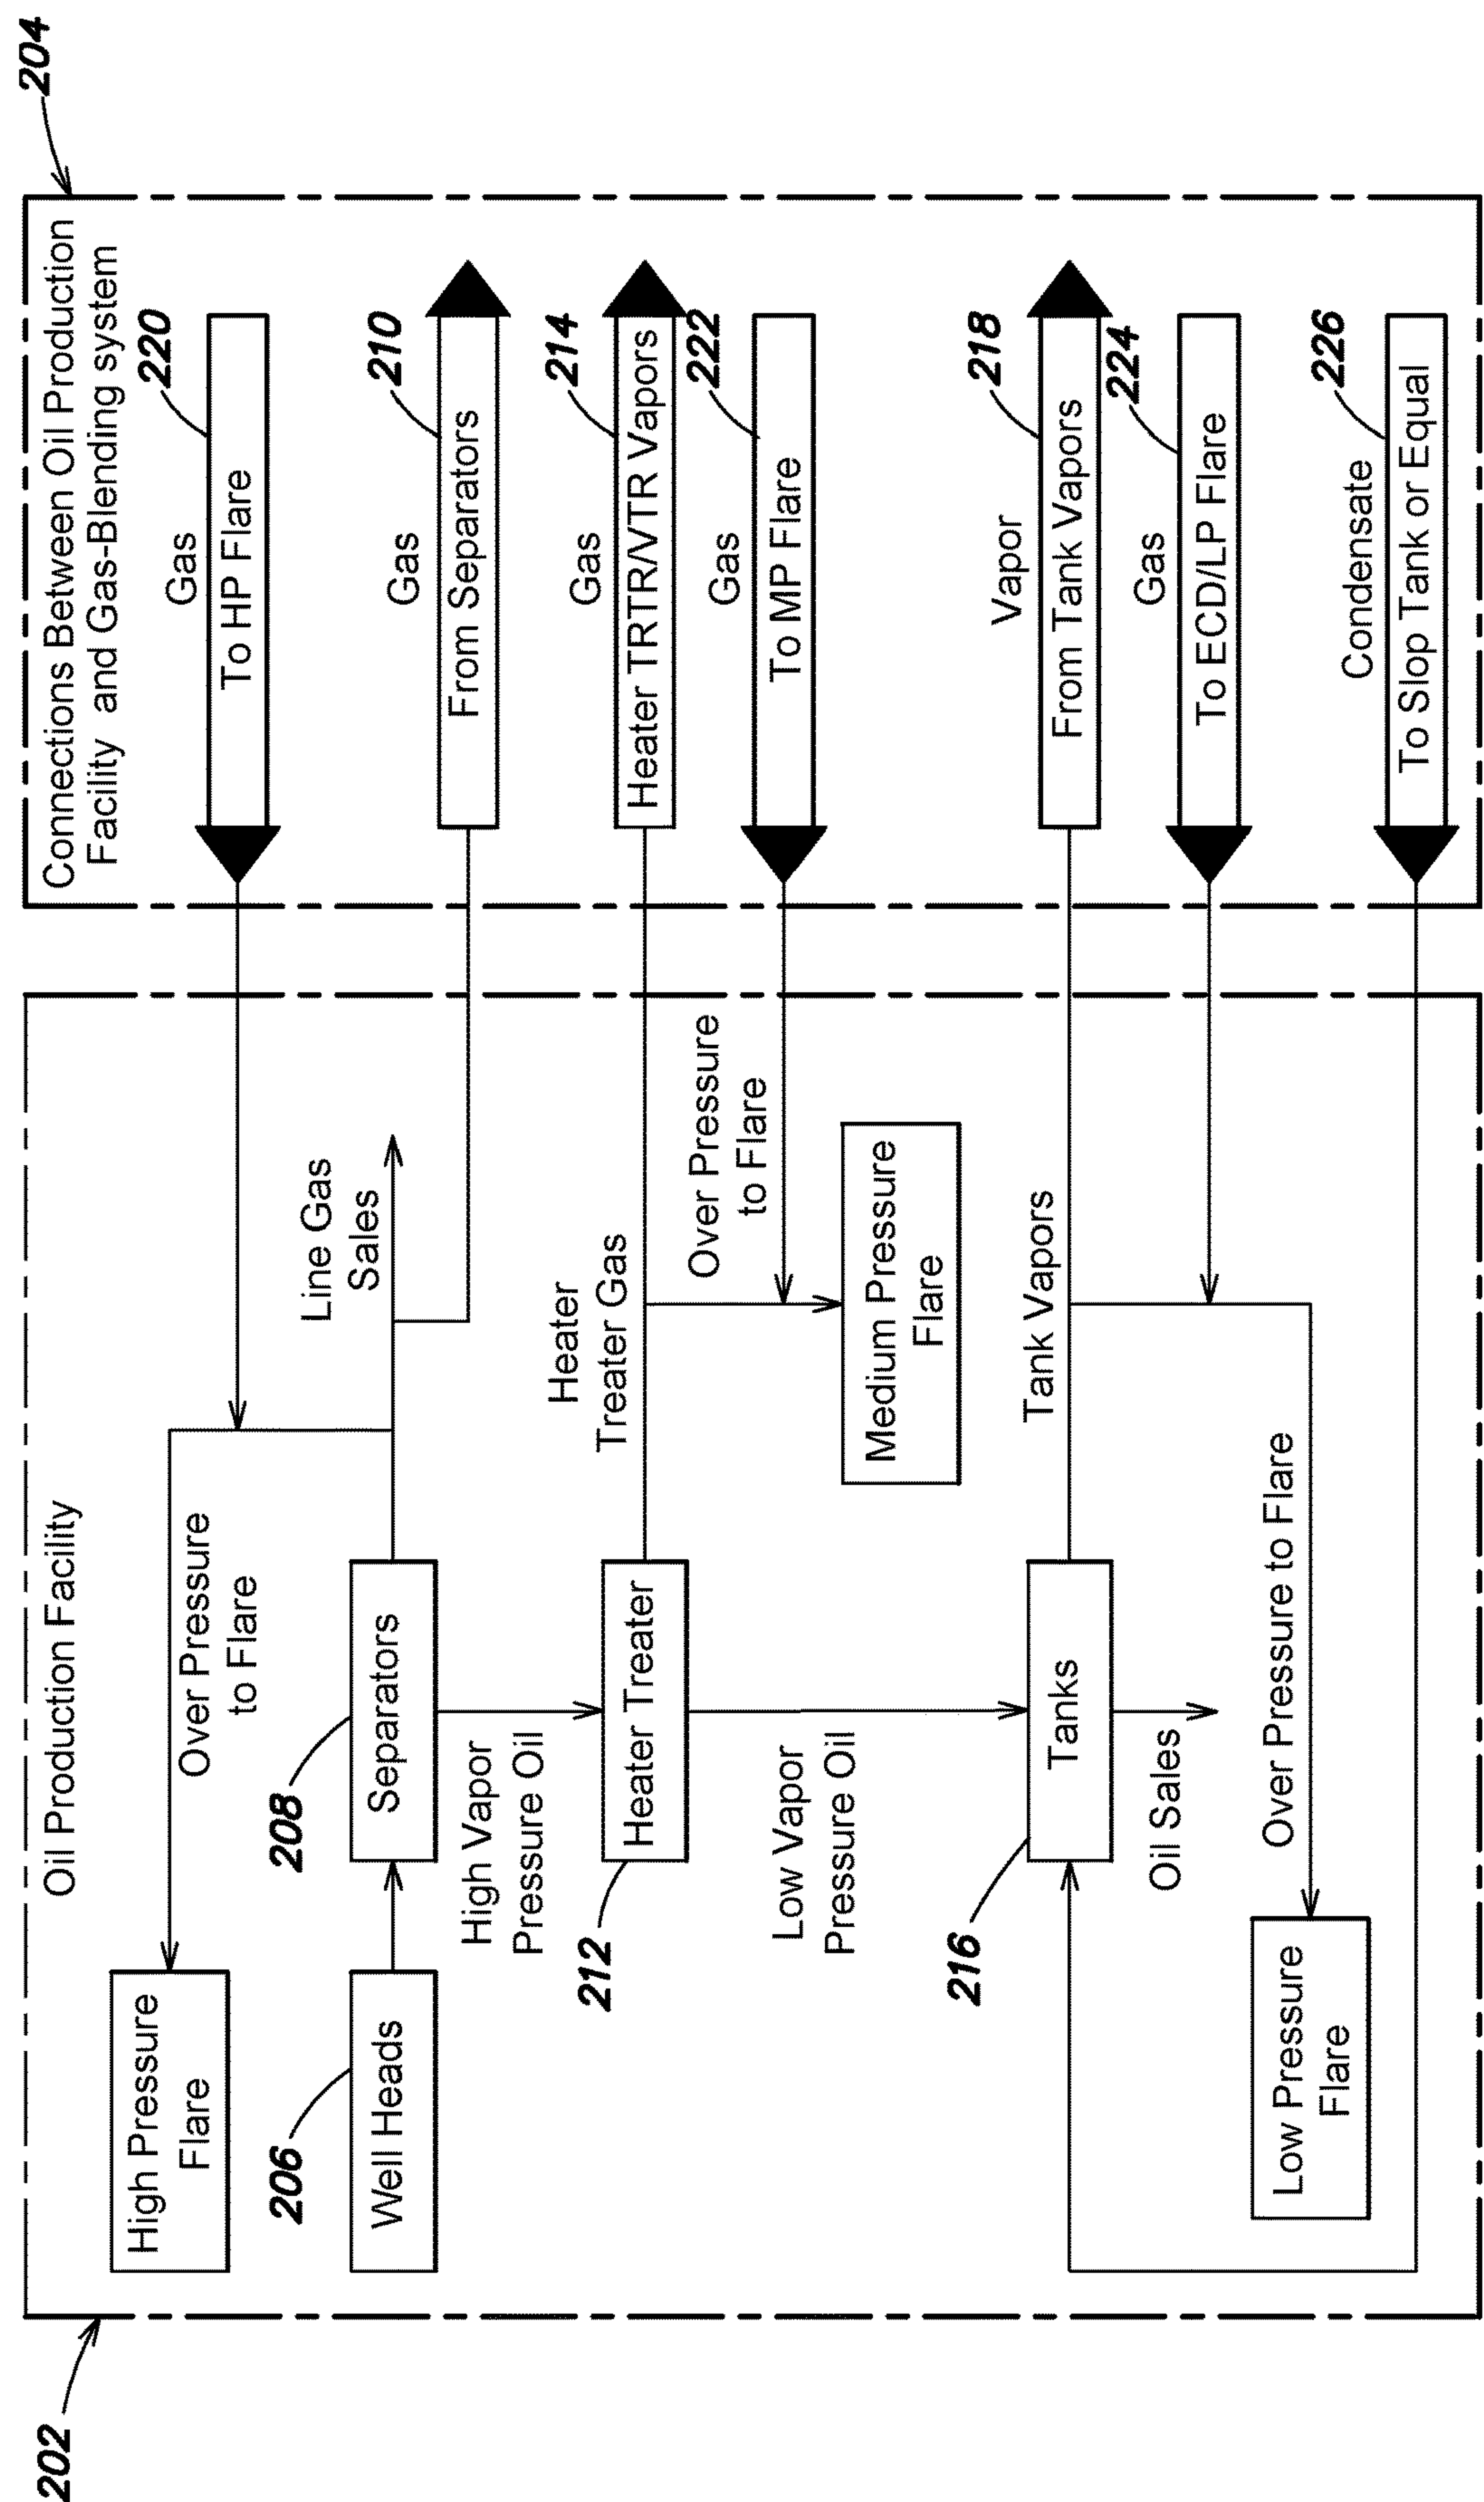 202
204
Oil Production Facility
High Pressure
Flare
Over Pressure
to Flare
206
Well Heads
208
Separators
Line Gas
Sales
High Vapor
Pressure Oil
212
Heater Treater
Heater
Treater Gas
Over Pressure
to Flare
Medium Pressure
Flare
Low Vapor
Pressure Oil
216
Tanks
Tank Vapors
Oil Sales
Over Pressure to Flare
Low Pressure
Flare
Connections Between Oil Production
Facility and Gas-Blending system
Gas
220
To HP Flare
Gas
210
From Separators
Gas
214
Heater TRTR/VTR Vapors
Gas
222
To MP Flare
Vapor
218
From Tank Vapors
Gas
224
To ECD/LP Flare
Condensate
226
To Slop Tank or Equal